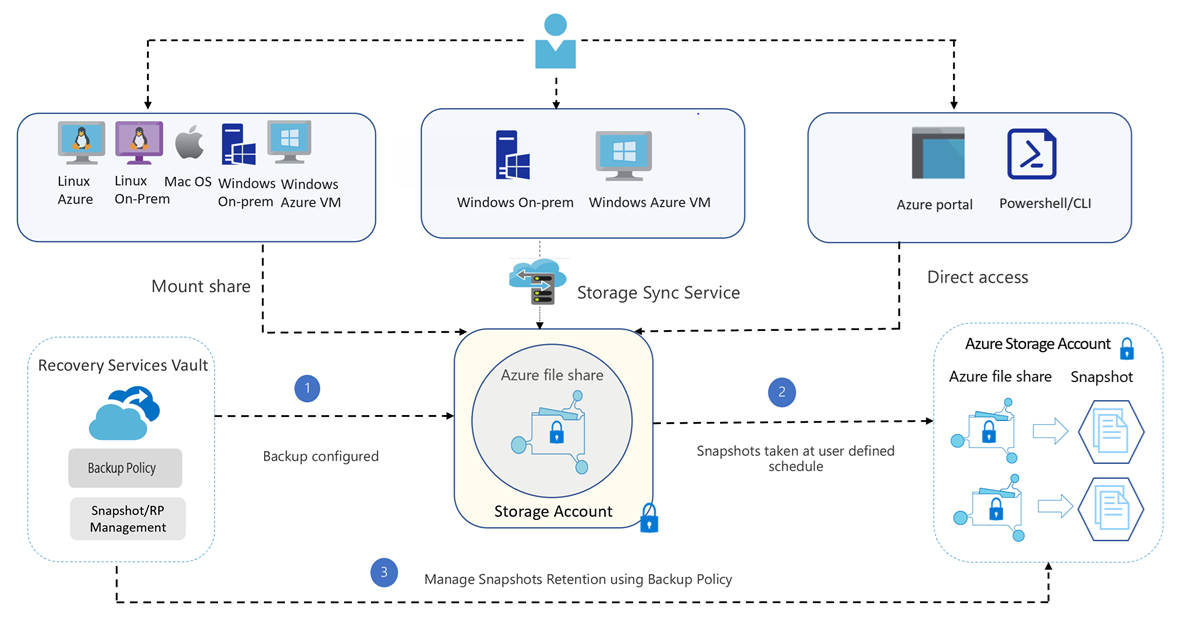 Linux
Azure
Linux
On-Prem
Mac OS
Windows
On-prem
Windows
Azure VM
Windows On-prem
Windows Azure VM
Azure portal
Powershell/CLI
Mount share
Storage Sync Service
Direct access
Recovery Services Vault
Backup Policy
Snapshot/RP
Management
1
Backup configured
Azure file share
Storage Account
2
Snapshots taken at user defined
schedule
Azure Storage Account
Azure file share
Snapshot
3
Manage Snapshots Retention using Backup Policy